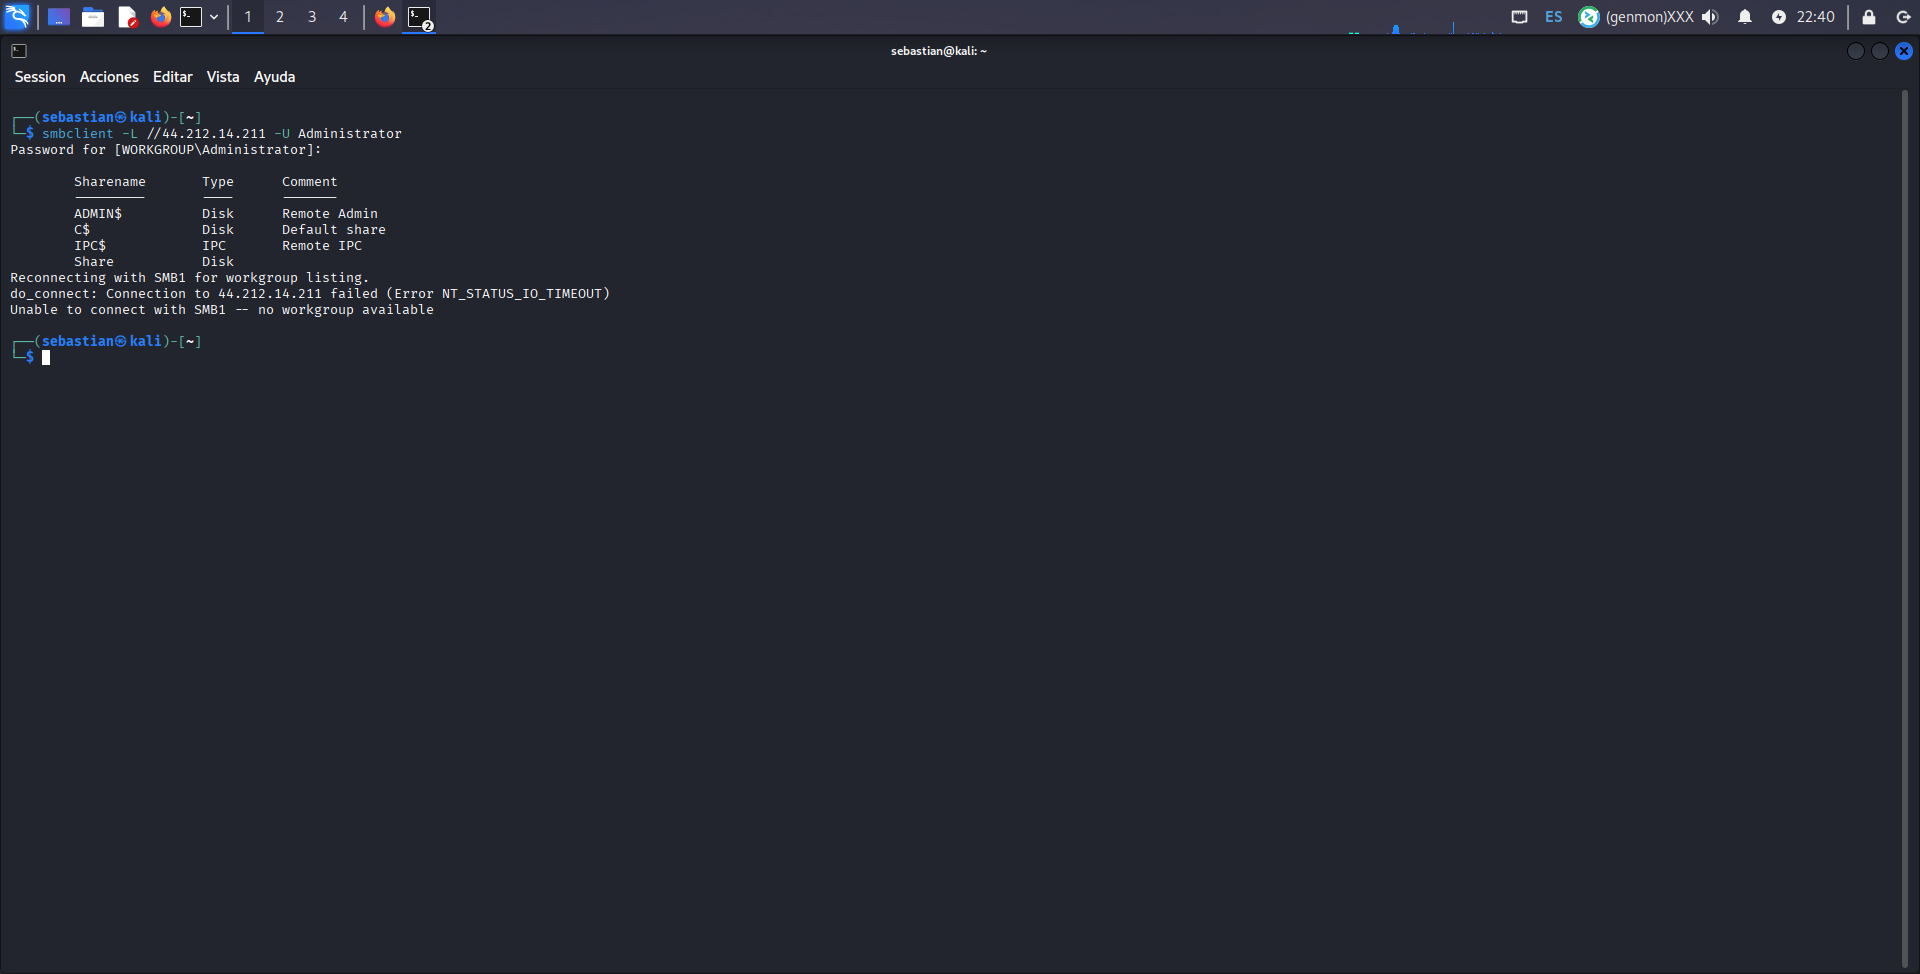 1 2 3 4 2 ES (genmon)XXX 22:40
sebastian@kali: ~
Session Acciones Editar Vista Ayuda
┌──(sebastian㉿kali)-[~]
└─$ smbclient -L //44.212.14.211 -U Administrator
Password for [WORKGROUP\Administrator]:
Sharename Type Comment
--------- ---- -------
ADMIN$ Disk Remote Admin
C$ Disk Default share
IPC$ IPC Remote IPC
Share Disk
Reconnecting with SMB1 for workgroup listing.
do_connect: Connection to 44.212.14.211 failed (Error NT_STATUS_IO_TIMEOUT)
Unable to connect with SMB1 -- no workgroup available
┌──(sebastian㉿kali)-[~]
└─$